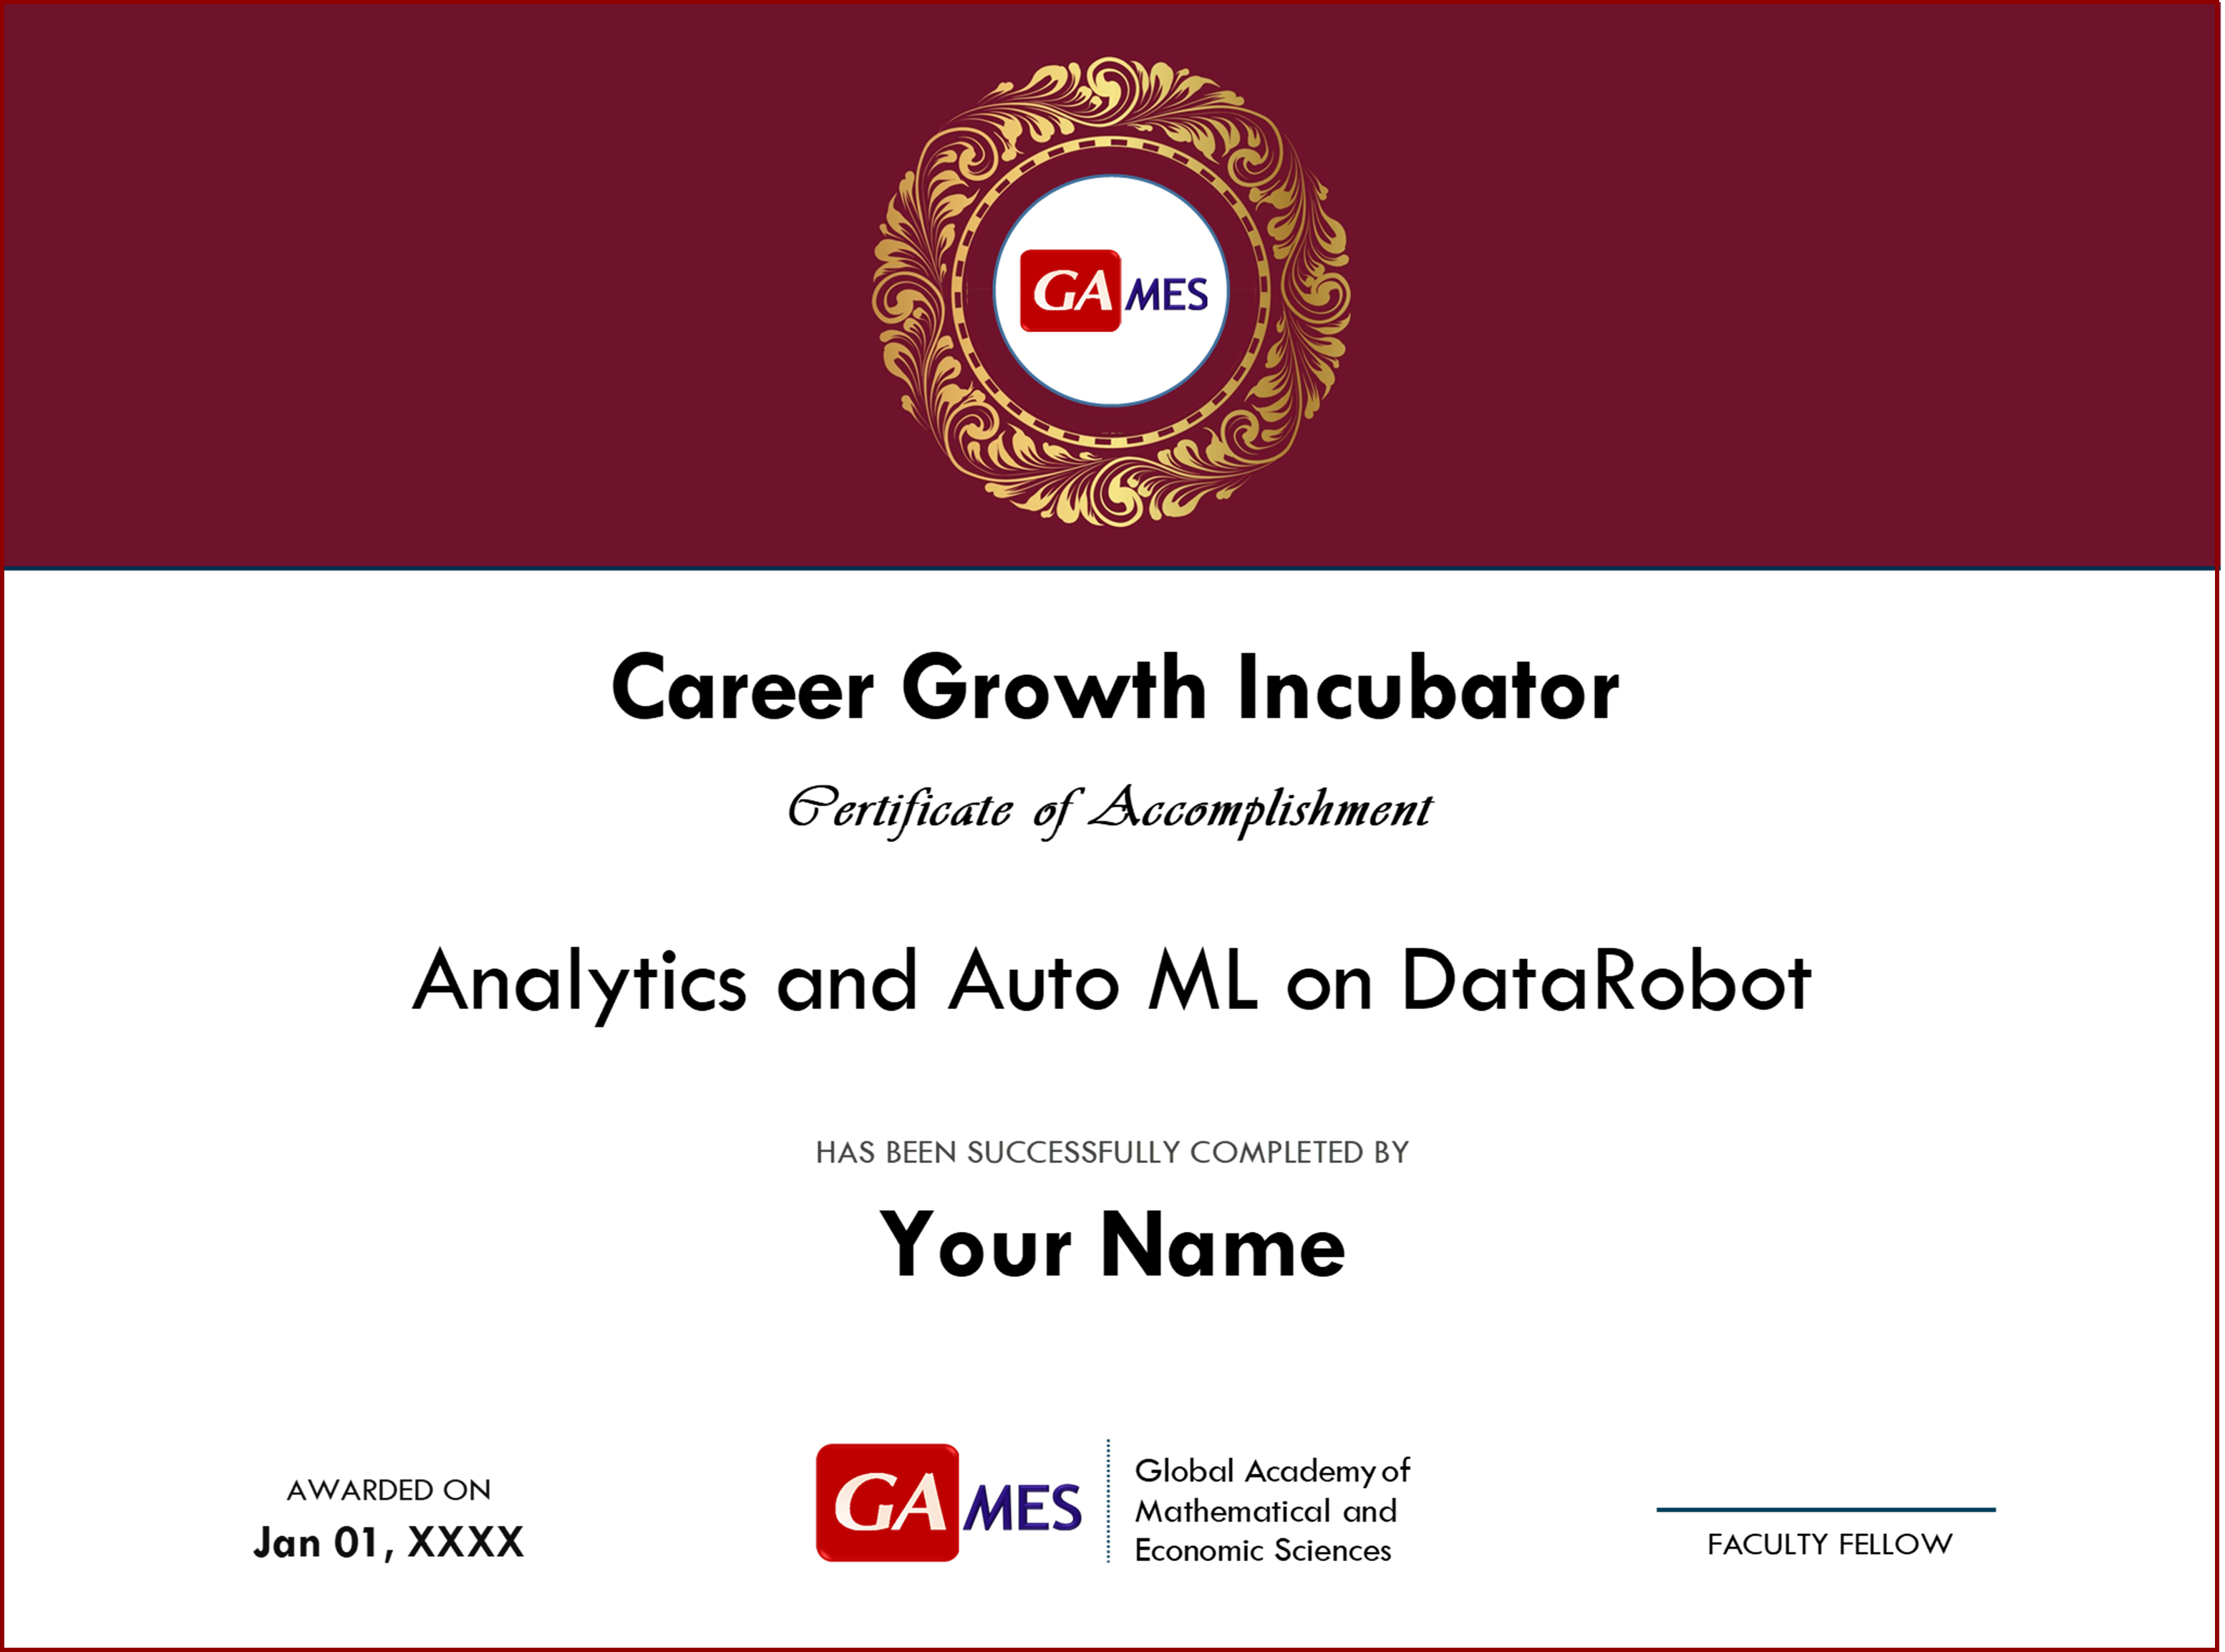 GAMES
Career Growth Incubator
Certificate of Accomplishment
Analytics and Auto ML on DataRobot
HAS BEEN SUCCESSFULLY COMPLETED BY
Your Name
AWARDED ON
Jan 01, XXXX
GAMES
Global Academy of
Mathematical and
Economic Sciences
FACULTY FELLOW